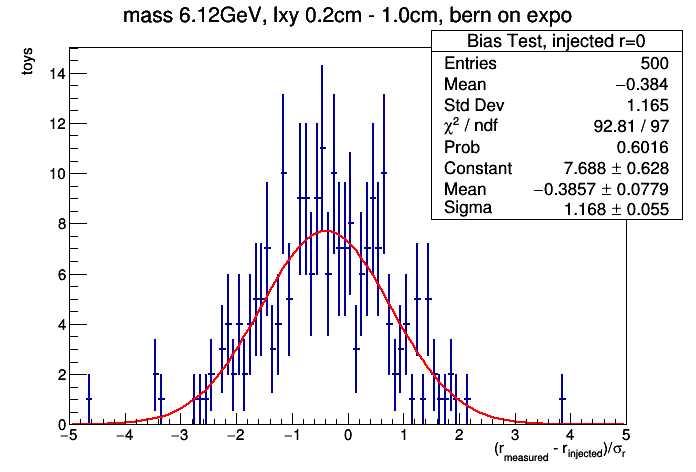 mass 6.12GeV, lxy 0.2cm - 1.0cm, bern on expo
Bias Test, injected r=0
Entries 500
Mean −0.384
Std Dev 1.165
χ² / ndf 92.81 / 97
Prob 0.6016
Constant 7.688 ± 0.628
Mean −0.3857 ± 0.0779
Sigma 1.168 ± 0.055
toys
14
12
10
8
6
4
2
0
−5 −4 −3 −2 −1 0 1 2 3 4 5
(r_measured - r_injected)/σ_r